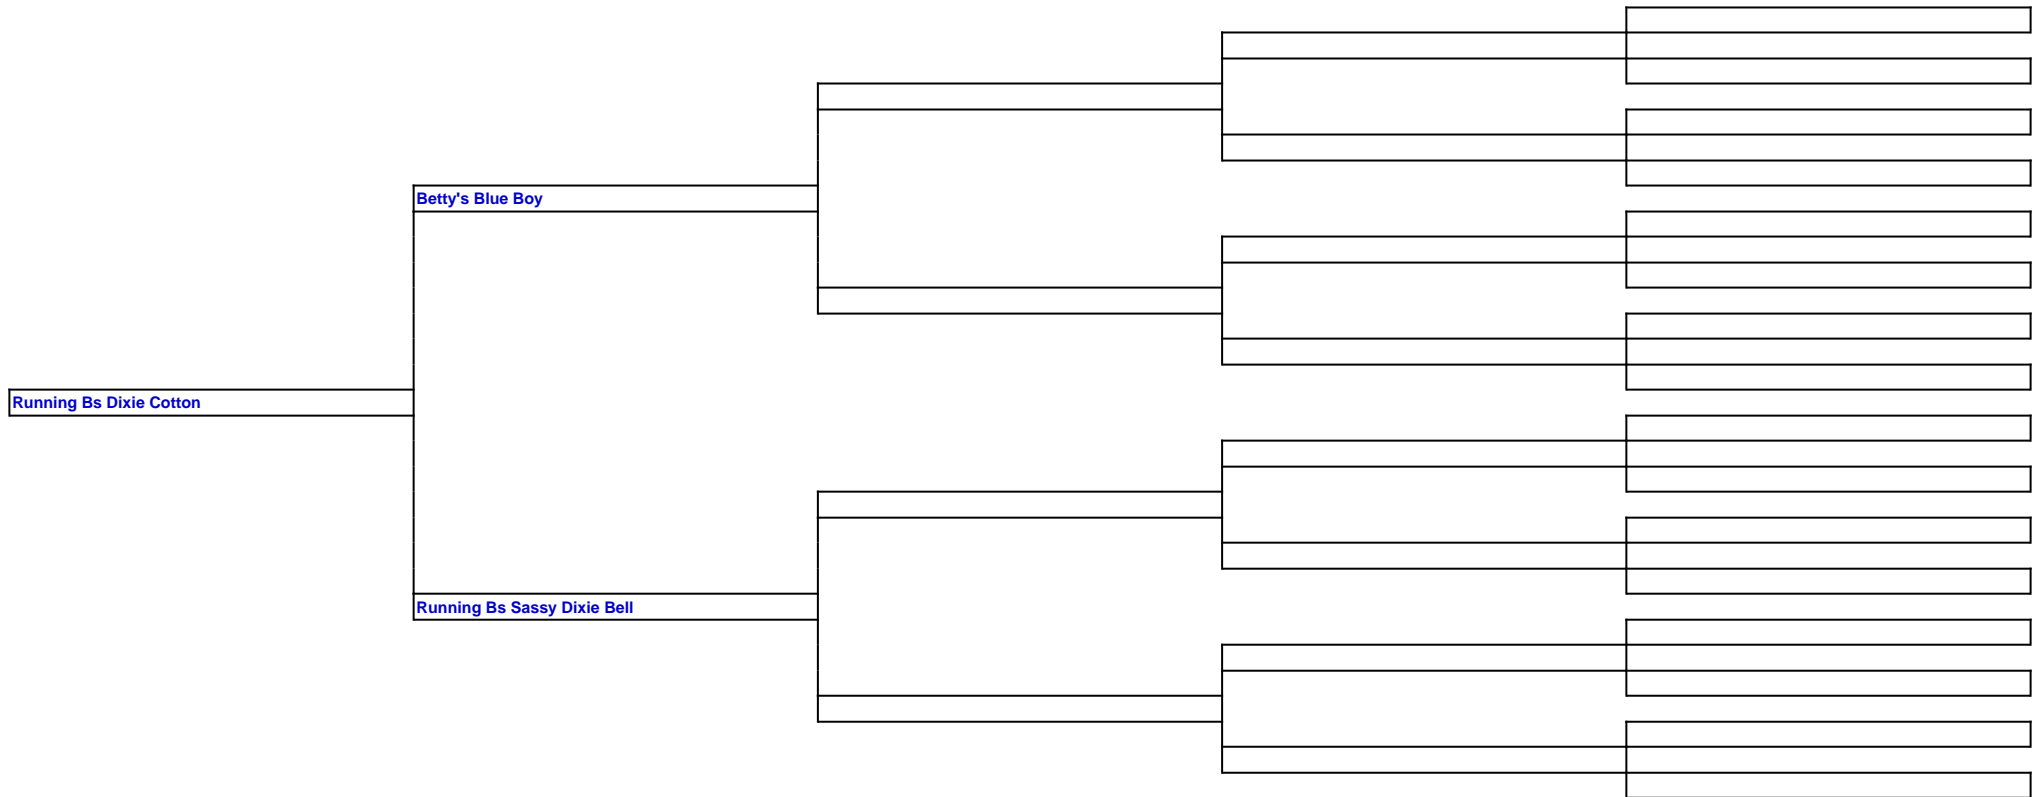 Betty's Blue Boy
Running Bs Dixie Cotton
Running Bs Sassy Dixie Bell